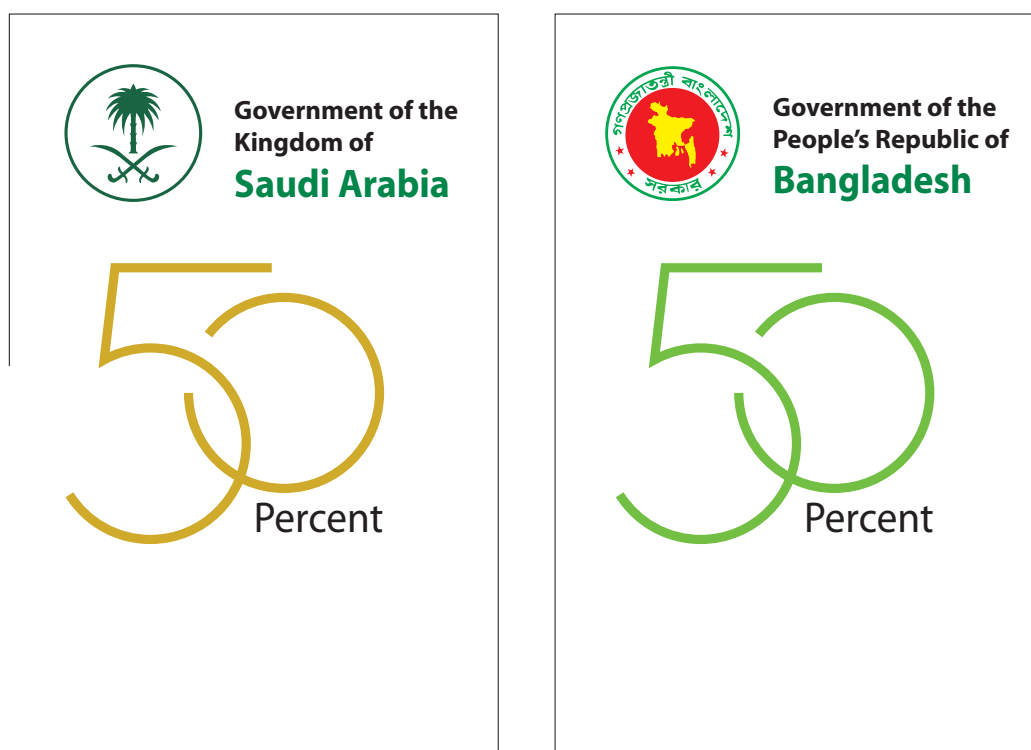 Government of the
Kingdom of
Saudi Arabia
50
Percent
গণপ্রজাতন্ত্রী বাংলাদেশ
সরকার
Government of the
People's Republic of
Bangladesh
50
Percent